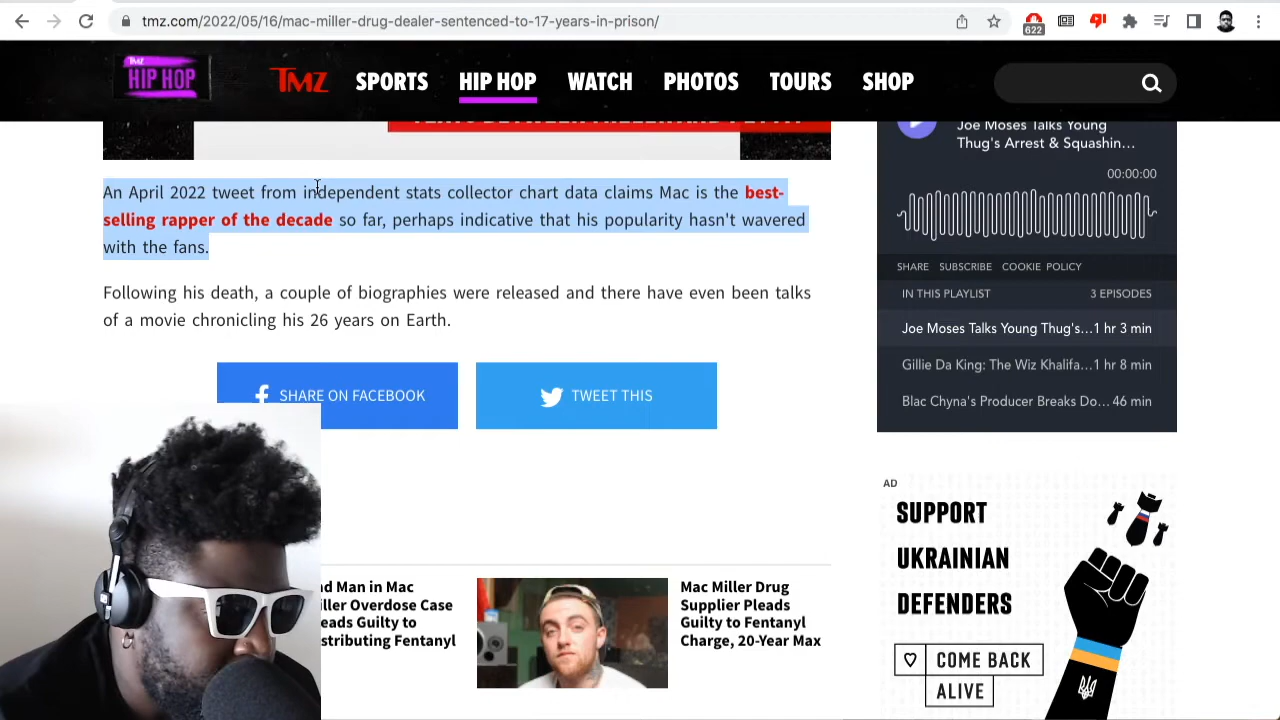 tmz.com/2022/05/16/mac-miller-drug-dealer-sentenced-to-17-years-in-prison/
622
HIP HOP
TMZ SPORTS HIP HOP WATCH PHOTOS TOURS SHOP
An April 2022 tweet from independent stats collector chart data claims Mac is the best-
selling rapper of the decade so far, perhaps indicative that his popularity hasn't wavered
with the fans.
Following his death, a couple of biographies were released and there have even been talks
of a movie chronicling his 26 years on Earth.
SHARE ON FACEBOOK
TWEET THIS
Man in Mac
Overdose Case
Guilty to
Fentanyl
Mac Miller Drug
Supplier Pleads
Guilty to Fentanyl
Charge, 20-Year Max
Joe Moses Talks Young
Thug's Arrest & Squashin...
00:00:00
SHARE SUBSCRIBE COOKIE POLICY
IN THIS PLAYLIST 3 EPISODES
Joe Moses Talks Young Thug's... 1 hr 3 min
Gillie Da King: The Wiz Khalifa... 1 hr 8 min
Blac Chyna's Producer Breaks Do... 46 min
AD
SUPPORT
UKRAINIAN
DEFENDERS
COME BACK
ALIVE